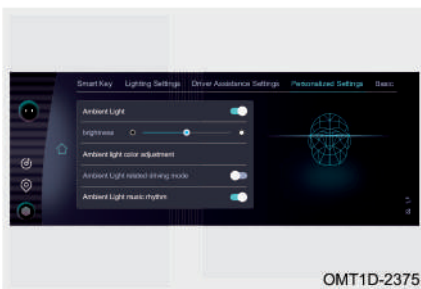 Smart Key Lighting Settings Driver Assistance Settings Personalized Settings Basic
Ambient Light
brightness
Ambient light color adjustment
Ambient Light related driving mode
Ambient Light music rhythm
OMT1D-2375